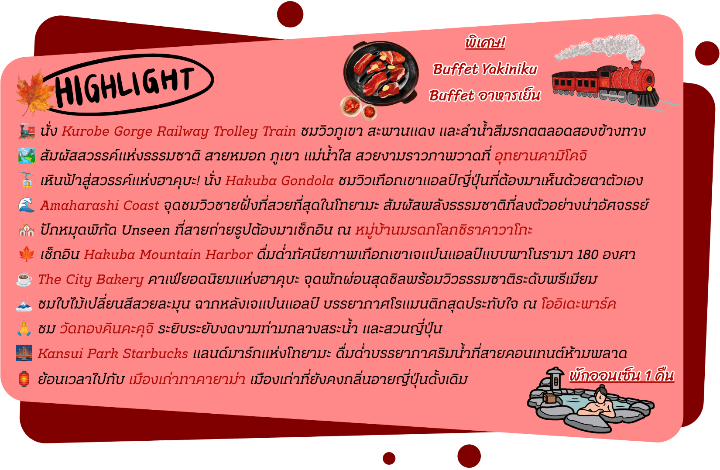 HIGHLIGHT
พิเศษ!
Buffet Yakiniku
Buffet อาหารเย็น
นั่ง Kurobe Gorge Railway Trolley Train ชมวิวภูเขา สะพานแดง และลำน้ำสีมรกตตลอดสองข้างทาง
สัมผัสสวรรค์แห่งธรรมชาติ สายหมอก ภูเขา แม่น้ำใส สวยงามราวภาพวาดที่ อุทยานคามิโคจิ
เหินฟ้าสู่สวรรค์แห่งฮาคุบะ! นั่ง Hakuba Gondola ชมวิวเทือกเขาแอลป์ญี่ปุ่นที่ต้องมาเห็นด้วยตาตัวเอง
Amaharashi Coast จุดชมวิวชายฝั่งที่สวยที่สุดในโทยามะ สัมผัสพลังธรรมชาติที่ลงตัวอย่างน่าอัศจรรย์
ปักหมุดพิกัด Unseen ที่สายถ่ายรูปต้องมาเช็กอิน ณ หมู่บ้านมรดกโลกชิราคาวาโกะ
เช็กอิน Hakuba Mountain Harbor ดื่มด่ำทัศนียภาพเทือกเขาเจแปนแอลป์แบบพาโนรามา 180 องศา
The City Bakery คาเฟ่ยอดนิยมแห่งฮาคุบะ จุดพักผ่อนสุดชิลพร้อมวิวธรรมชาติระดับพรีเมียม
ชมใบไม้เปลี่ยนสีสวยละมุน ฉากหลังเจแปนแอลป์ บรรยากาศโรแมนติกสุดประทับใจ ณ โออิเดะพาร์ค
ชม วัดทองคินคะคุจิ ระยิบระยับงดงามท่ามกลางสระน้ำ และสวนญี่ปุ่น
Kansui Park Starbucks แลนด์มาร์กแห่งโทยามะ ดื่มด่ำบรรยากาศริมน้ำที่สายคอนเทนต์ห้ามพลาด
ย้อนเวลาไปกับ เมืองเก่าทาคายาม่า เมืองเก่าที่ยังคงกลิ่นอายญี่ปุ่นดั้งเดิม
พักออนเซ็น 1 คืน